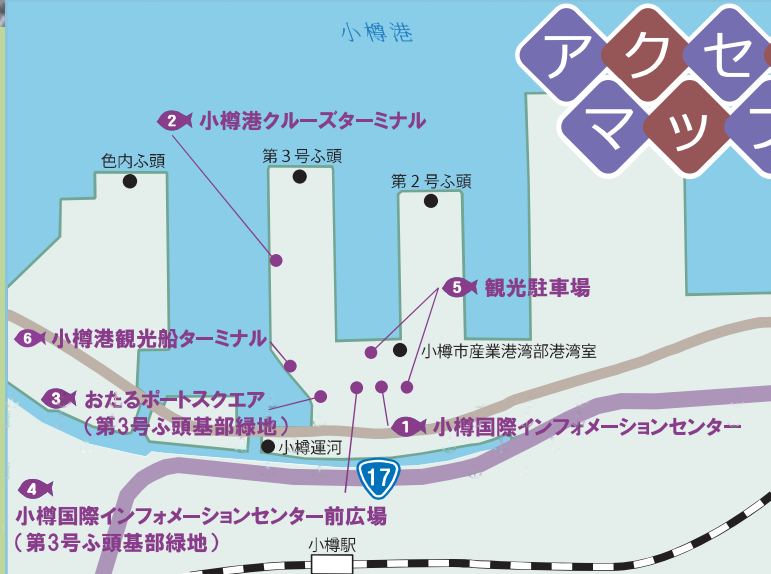 小樽港
アクセ
マップ
2 小樽港クルーズターミナル
色内ふ頭
第3号ふ頭
第2号ふ頭
5 観光駐車場
6 小樽港観光船ターミナル
小樽市産業港湾部港湾室
3 おたるポートスクエア
（第3号ふ頭基部緑地）
1 小樽国際インフォメーションセンター
小樽運河
17
4
小樽国際インフォメーションセンター前広場
（第3号ふ頭基部緑地）
小樽駅